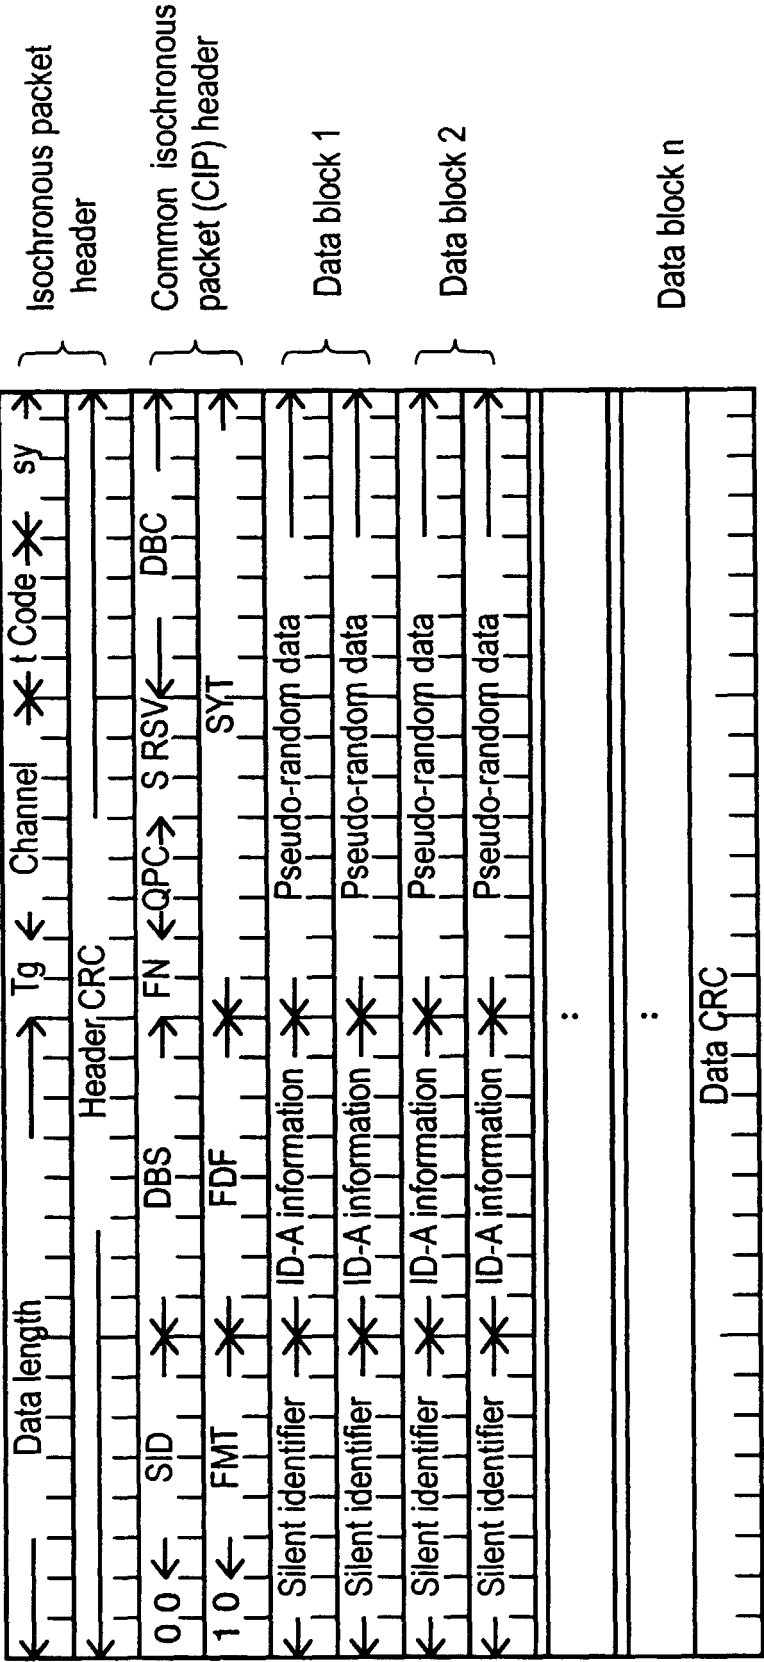 Data length Tg Channel t Code sy
Isochronous packet
header
Header CRC
0 0 SID DBS FN QPC S RSV DBC
Common isochronous
packet (CIP) header
1 0 FMT FDF SYT
Silent identifier ID-A information Pseudo-random data
Data block 1
Silent identifier ID-A information Pseudo-random data
Silent identifier ID-A information Pseudo-random data
Data block 2
Silent identifier ID-A information Pseudo-random data
:
:
Data block n
Data CRC